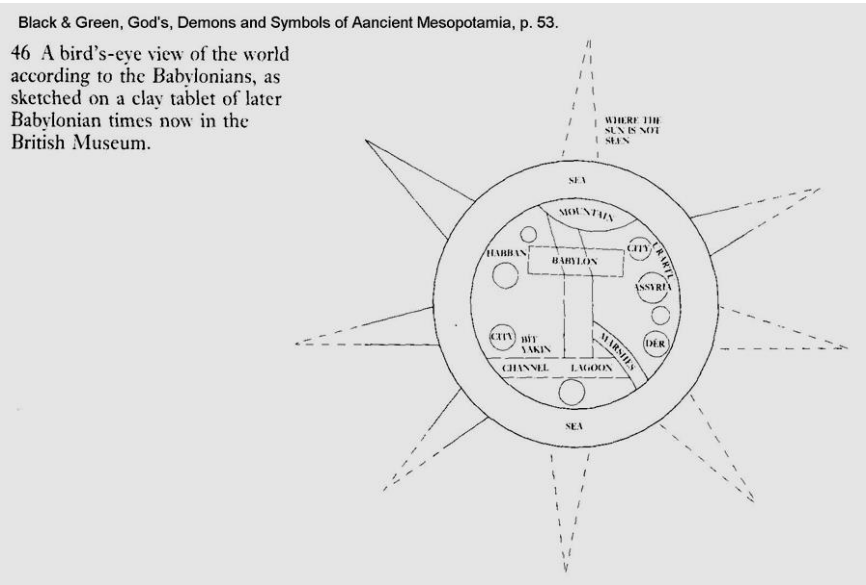 Black & Green, God's, Demons and Symbols of Aancient Mesopotamia, p. 53.
46 A bird's-eye view of the world
according to the Babylonians, as
sketched on a clay tablet of later
Babylonian times now in the
British Museum.
WHERE THE
SUN IS NOT
SEEN
SEA
MOUNTAIN
HABBAN
BABYLON
CITY
URARTU
ASSYRIA
CITY
BĪT
YAKIN
MARSHES
DĒR
CHANNEL
LAGOON
SEA